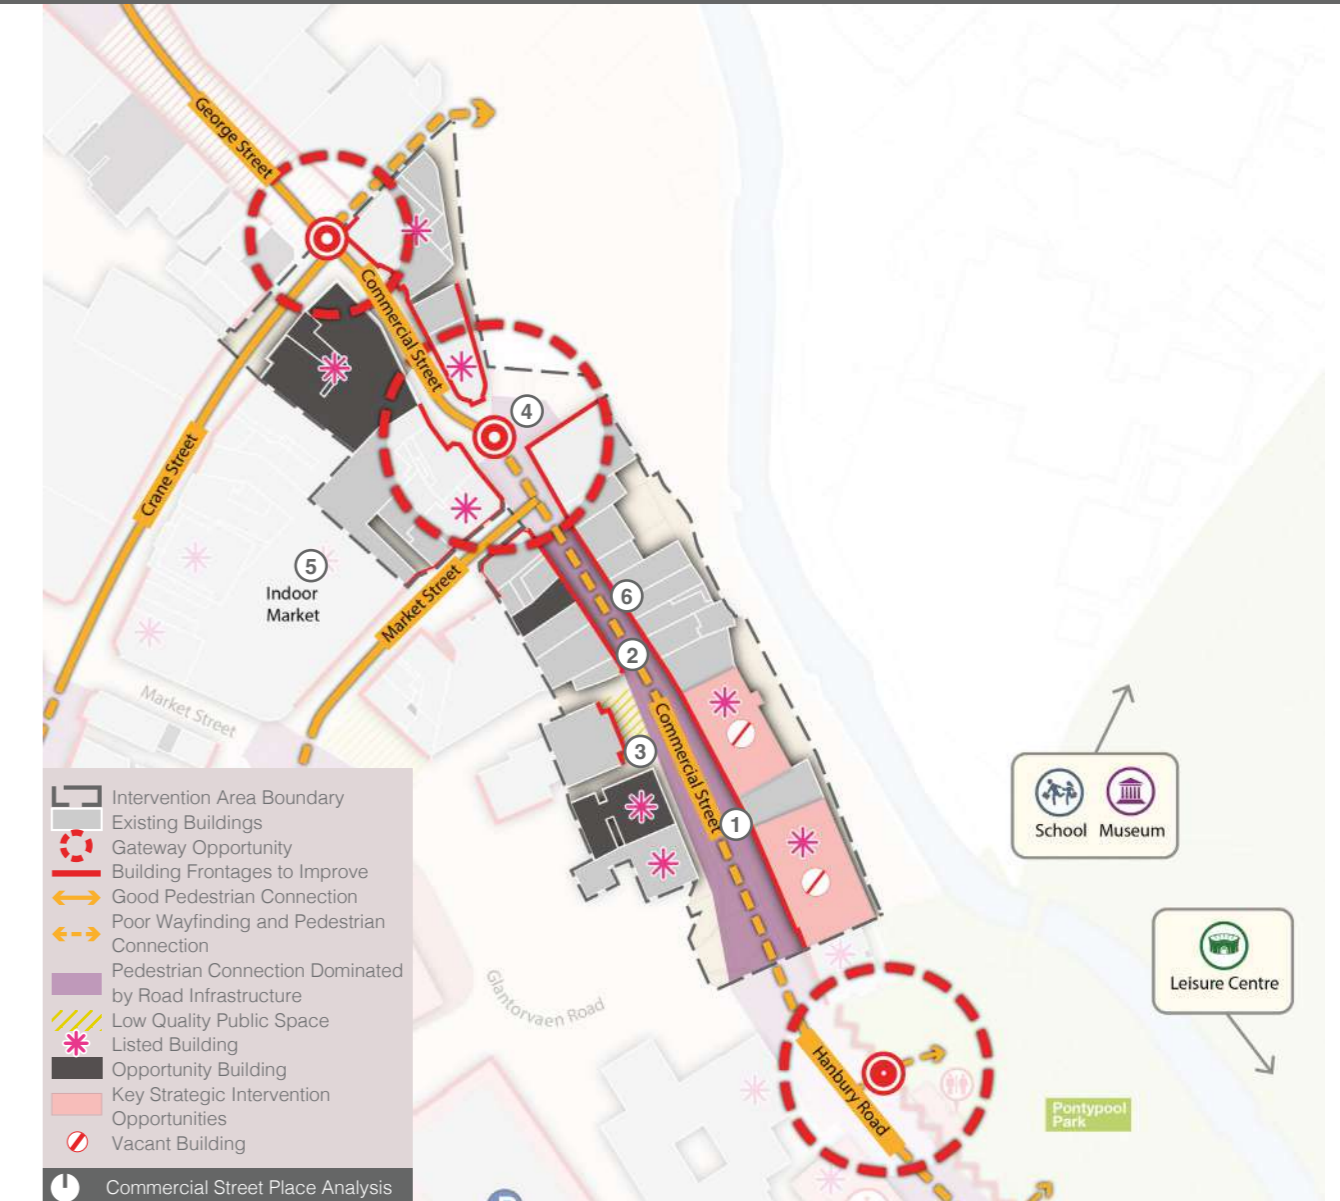 George Street
Commercial Street
4
Crane Street
5
Indoor
Market
Market Street
6
2
Market Street
Commercial Street
3
1
School Museum
Leisure Centre
Glantorvaen Road
Hanbury Road
Pontypool
Park
Intervention Area Boundary
Existing Buildings
Gateway Opportunity
Building Frontages to Improve
Good Pedestrian Connection
Poor Wayfinding and Pedestrian
Connection
Pedestrian Connection Dominated
by Road Infrastructure
Low Quality Public Space
Listed Building
Opportunity Building
Key Strategic Intervention
Opportunities
Vacant Building
Commercial Street Place Analysis